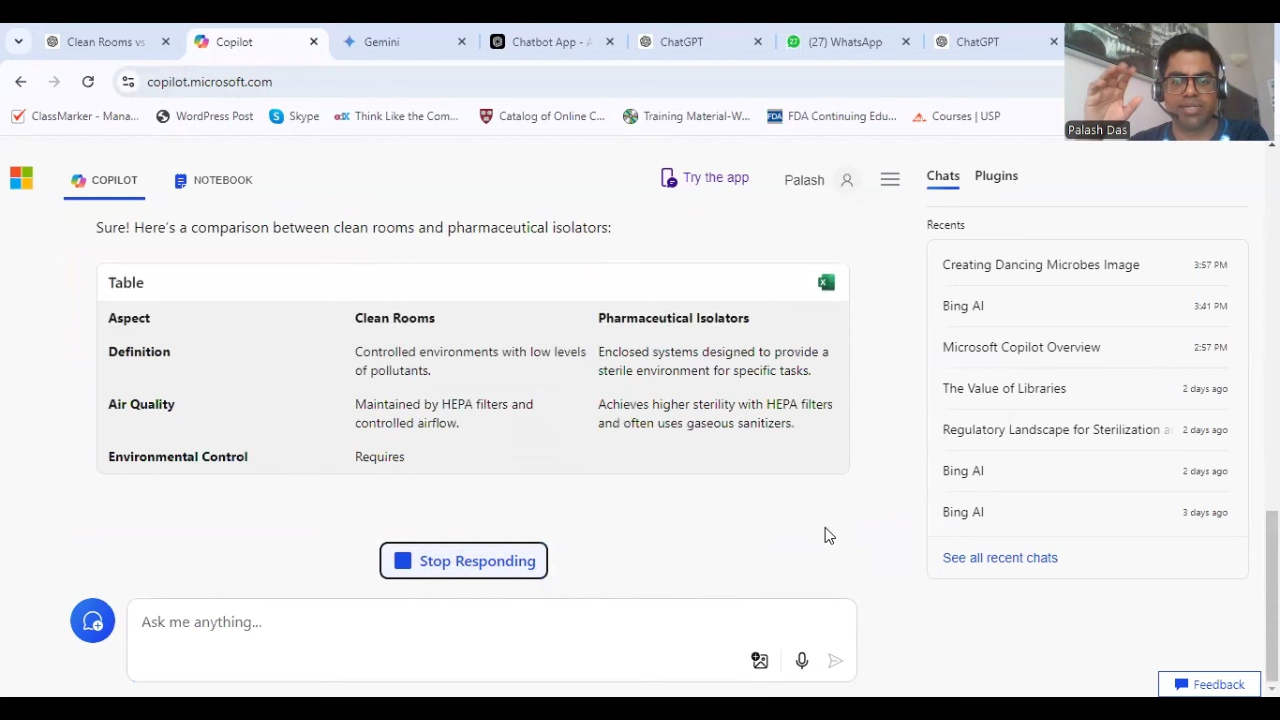 Clean Rooms vs
Copilot
Gemini
Chatbot App - A
ChatGPT
(27) WhatsApp
ChatGPT
copilot.microsoft.com
ClassMarker - Mana...
WordPress Post
Skype
edX Think Like the Com...
Catalog of Online C...
Training Material-W...
FDA FDA Continuing Edu...
Courses | USP
Palash Das
COPILOT
NOTEBOOK
Try the app
Palash
Chats
Plugins
Sure! Here's a comparison between clean rooms and pharmaceutical isolators:
Table
Aspect
Clean Rooms
Pharmaceutical Isolators
Definition
Controlled environments with low levels
of pollutants.
Enclosed systems designed to provide a
sterile environment for specific tasks.
Air Quality
Maintained by HEPA filters and
controlled airflow.
Achieves higher sterility with HEPA filters
and often uses gaseous sanitizers.
Environmental Control
Requires
Stop Responding
Ask me anything...
Recents
Creating Dancing Microbes Image
3:57 PM
Bing AI
3:41 PM
Microsoft Copilot Overview
2:57 PM
The Value of Libraries
2 days ago
Regulatory Landscape for Sterilization a
2 days ago
Bing AI
2 days ago
Bing AI
3 days ago
See all recent chats
Feedback